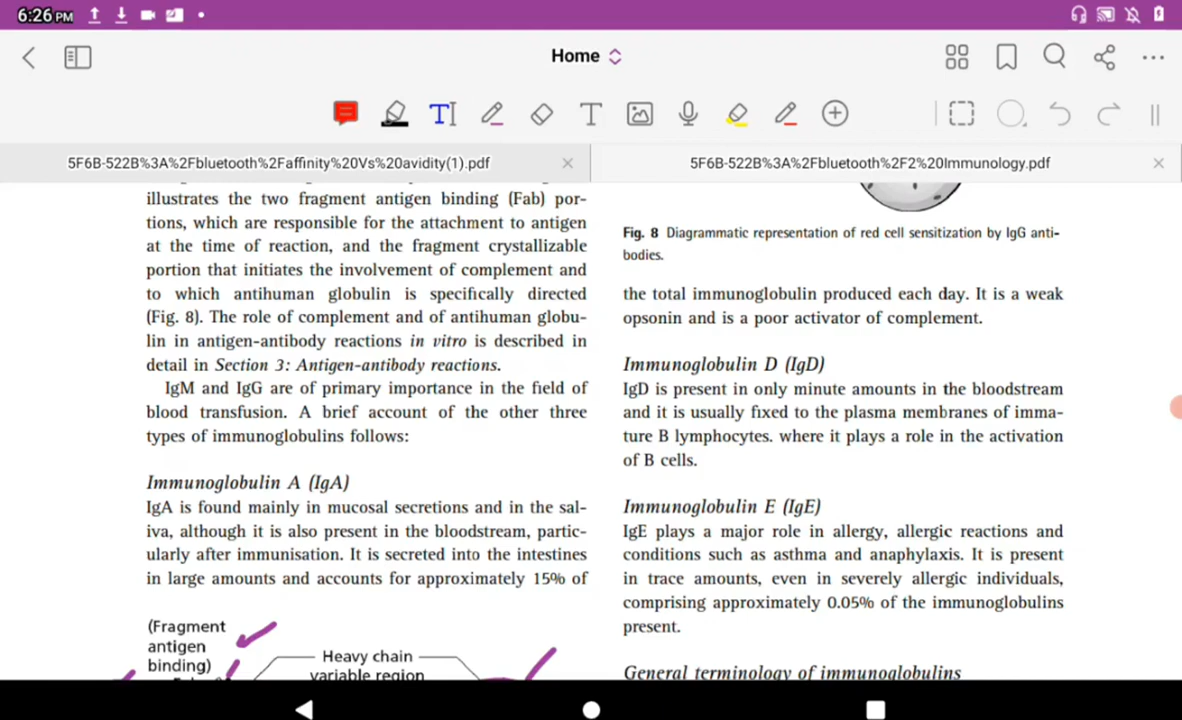 6:26 PM
Home
5F6B-522B%3A%2Fbluetooth%2Faffinity%20Vs%20avidity(1).pdf
5F6B-522B%3A%2Fbluetooth%2F2%20Immunology.pdf
illustrates the two fragment antigen binding (Fab) por-
tions, which are responsible for the attachment to antigen
at the time of reaction, and the fragment crystallizable
portion that initiates the involvement of complement and
to which antihuman globulin is specifically directed
(Fig. 8). The role of complement and of antihuman globu-
lin in antigen-antibody reactions in vitro is described in
detail in Section 3: Antigen-antibody reactions.
IgM and IgG are of primary importance in the field of
blood transfusion. A brief account of the other three
types of immunoglobulins follows:
Immunoglobulin A (IgA)
IgA is found mainly in mucosal secretions and in the sal-
iva, although it is also present in the bloodstream, partic-
ularly after immunisation. It is secreted into the intestines
in large amounts and accounts for approximately 15% of
(Fragment
antigen
binding)
Heavy chain
variable region
Fig. 8 Diagrammatic representation of red cell sensitization by IgG anti-
bodies.
the total immunoglobulin produced each day. It is a weak
opsonin and is a poor activator of complement.
Immunoglobulin D (IgD)
IgD is present in only minute amounts in the bloodstream
and it is usually fixed to the plasma membranes of imma-
ture B lymphocytes. where it plays a role in the activation
of B cells.
Immunoglobulin E (IgE)
IgE plays a major role in allergy, allergic reactions and
conditions such as asthma and anaphylaxis. It is present
in trace amounts, even in severely allergic individuals,
comprising approximately 0.05% of the immunoglobulins
present.
General terminology of immunoglobulins